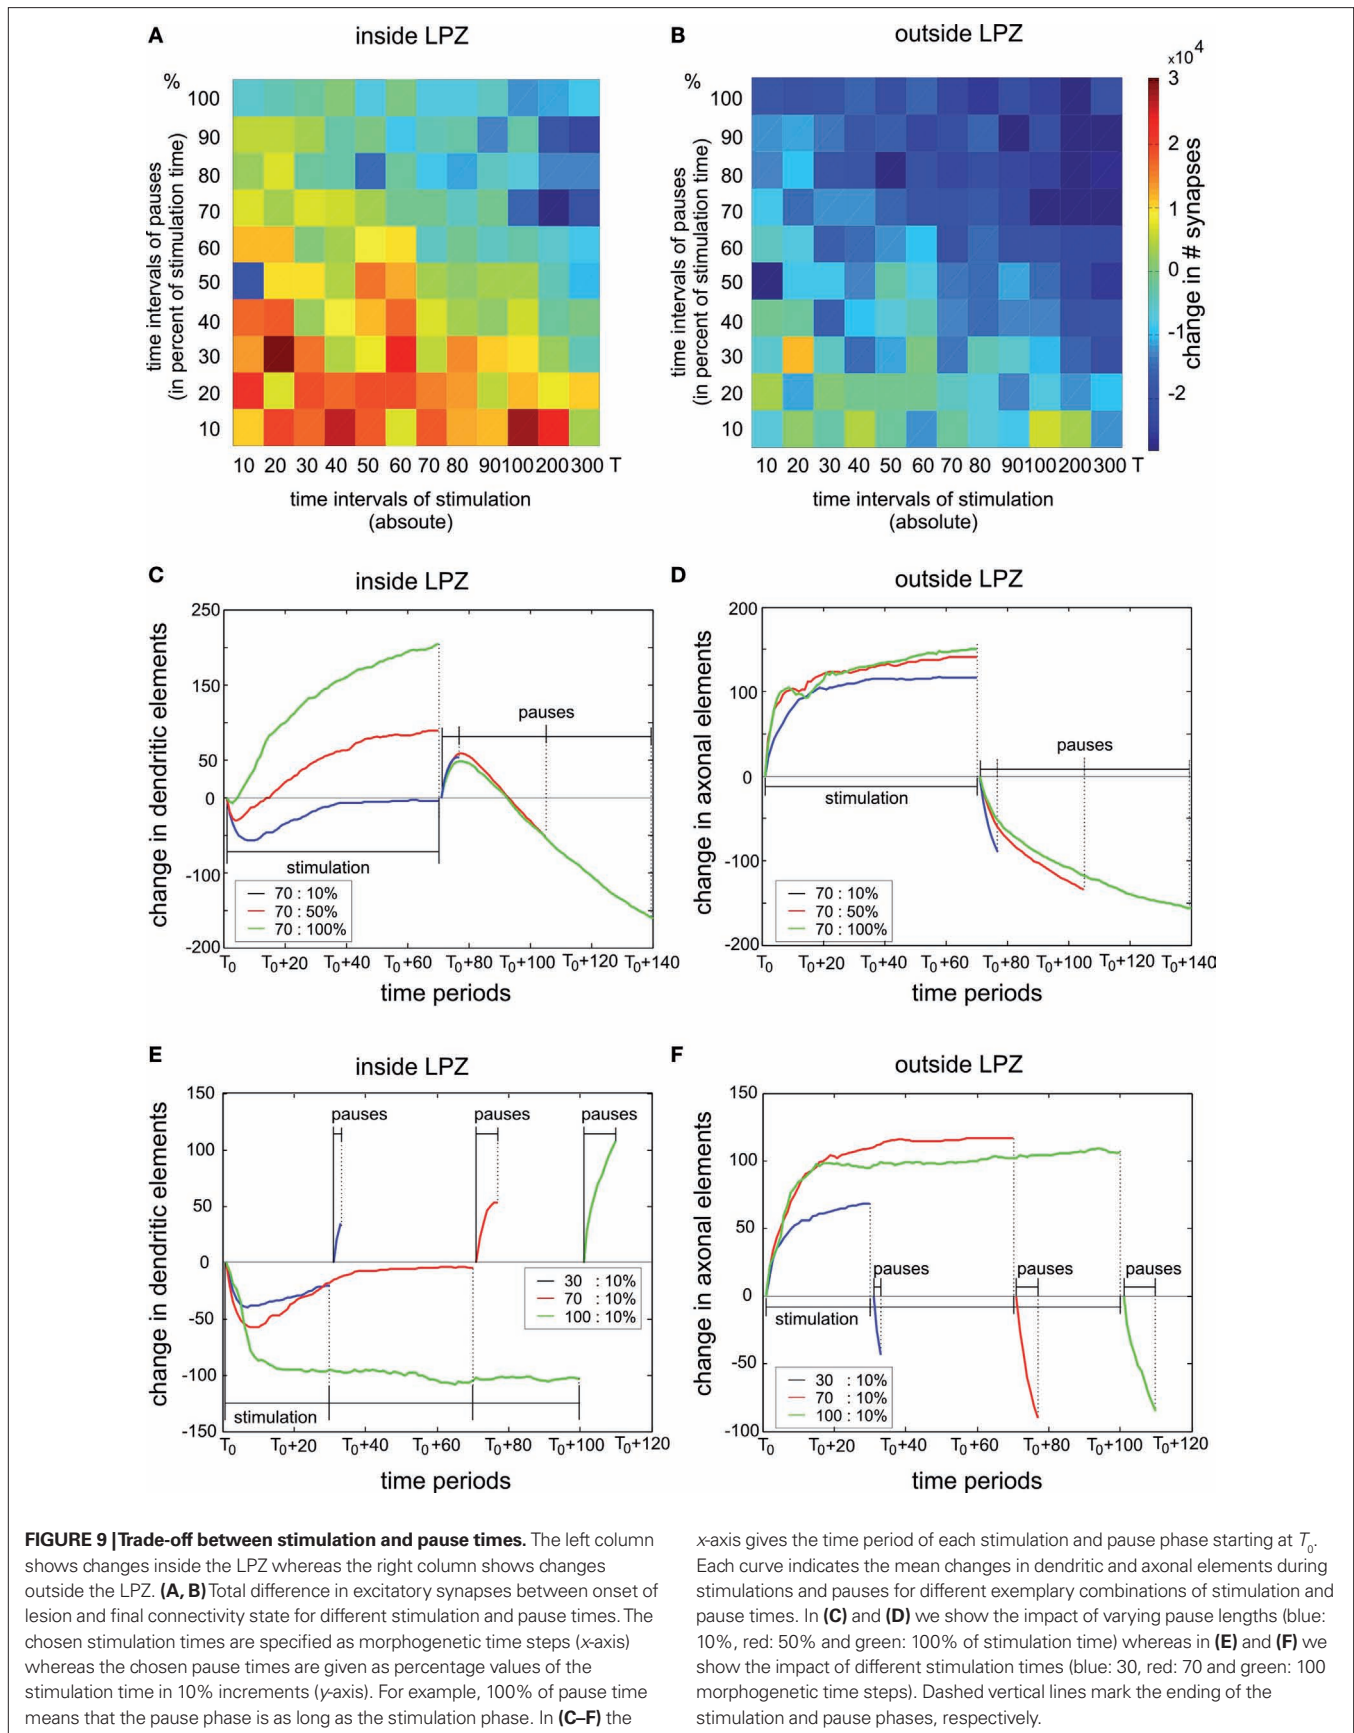 A
inside LPZ
B
outside LPZ
%
100
90
80
70
60
50
40
30
20
10
time intervals of pauses
(in percent of stimulation time)
10 20 30 40 50 60 70 80 90 100 200 300 T
time intervals of stimulation
(absoute)
%
100
90
80
70
60
50
40
30
20
10
time intervals of pauses
(in percent of stimulation time)
10 20 30 40 50 60 70 80 90 100 200 300 T
time intervals of stimulation
(absolute)
x10^4
3
2
1
0
-1
-2
change in # synapses
C
inside LPZ
250
150
50
0
-100
-200
change in dendritic elements
pauses
stimulation
70 : 10%
70 : 50%
70 : 100%
T0 T0+20 T0+40 T0+60 T0+80 T0+100 T0+120 T0+140
time periods
D
outside LPZ
200
100
0
-100
-200
change in axonal elements
pauses
stimulation
70 : 10%
70 : 50%
70 : 100%
T0 T0+20 T0+40 T0+60 T0+80 T0+100 T0+120 T0+140
time periods
E
inside LPZ
150
100
50
0
-50
-100
-150
change in dendritic elements
pauses pauses pauses
30 : 10%
70 : 10%
100 : 10%
stimulation
T0 T0+20 T0+40 T0+60 T0+80 T0+100 T0+120
time periods
F
outside LPZ
150
100
50
0
-50
-100
change in axonal elements
pauses pauses pauses
stimulation
30 : 10%
70 : 10%
100 : 10%
T0 T0+20 T0+40 T0+60 T0+80 T0+100 T0+120
time periods
FIGURE 9 | Trade-off between stimulation and pause times. The left column
shows changes inside the LPZ whereas the right column shows changes
outside the LPZ. (A, B) Total difference in excitatory synapses between onset of
lesion and final connectivity state for different stimulation and pause times. The
chosen stimulation times are specified as morphogenetic time steps (x-axis)
whereas the chosen pause times are given as percentage values of the
stimulation time in 10% increments (y-axis). For example, 100% of pause time
means that the pause phase is as long as the stimulation phase. In (C–F) the
x-axis gives the time period of each stimulation and pause phase starting at T0.
Each curve indicates the mean changes in dendritic and axonal elements during
stimulations and pauses for different exemplary combinations of stimulation and
pause times. In (C) and (D) we show the impact of varying pause lengths (blue:
10%, red: 50% and green: 100% of stimulation time) whereas in (E) and (F) we
show the impact of different stimulation times (blue: 30, red: 70 and green: 100
morphogenetic time steps). Dashed vertical lines mark the ending of the
stimulation and pause phases, respectively.